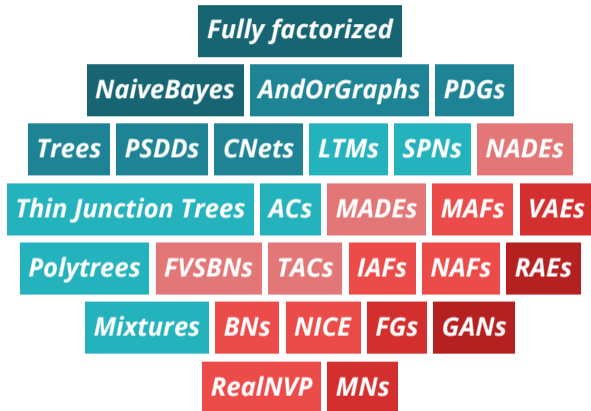 Fully factorized
NaiveBayes AndOrGraphs PDGs
Trees PSDDs CNets LTMs SPNs NADEs
Thin Junction Trees ACs MADEs MAFs VAEs
Polytrees FVSBNs TACs IAFs NAFs RAEs
Mixtures BNs NICE FGs GANs
RealNVP MNs